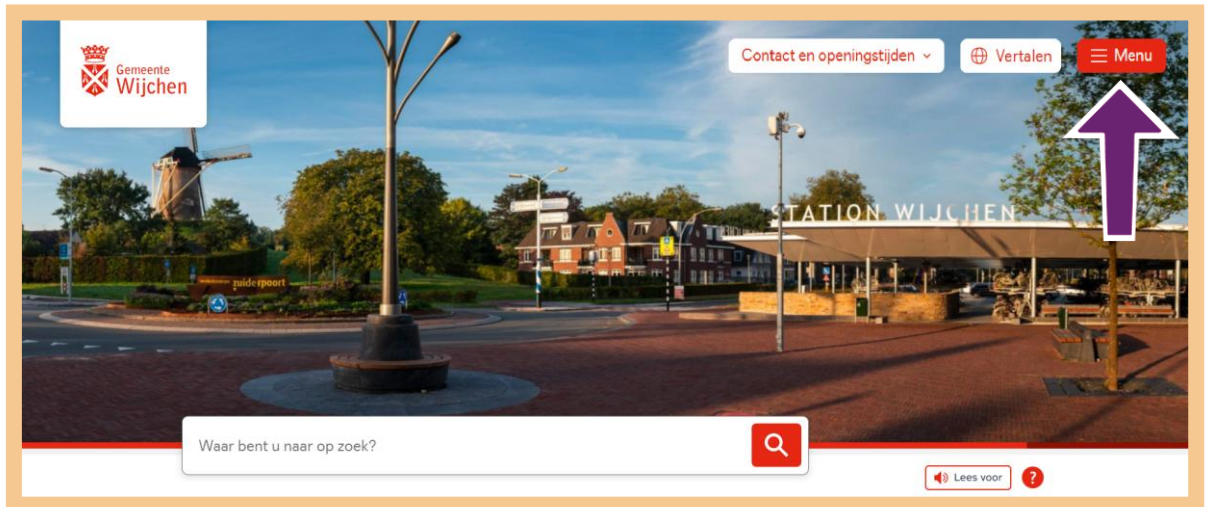 Gemeente
Wijchen
Contact en openingstijden
Vertalen
Menu
STATION WIJCHEN
zuiderpoort
Waar bent u naar op zoek?
Lees voor
?